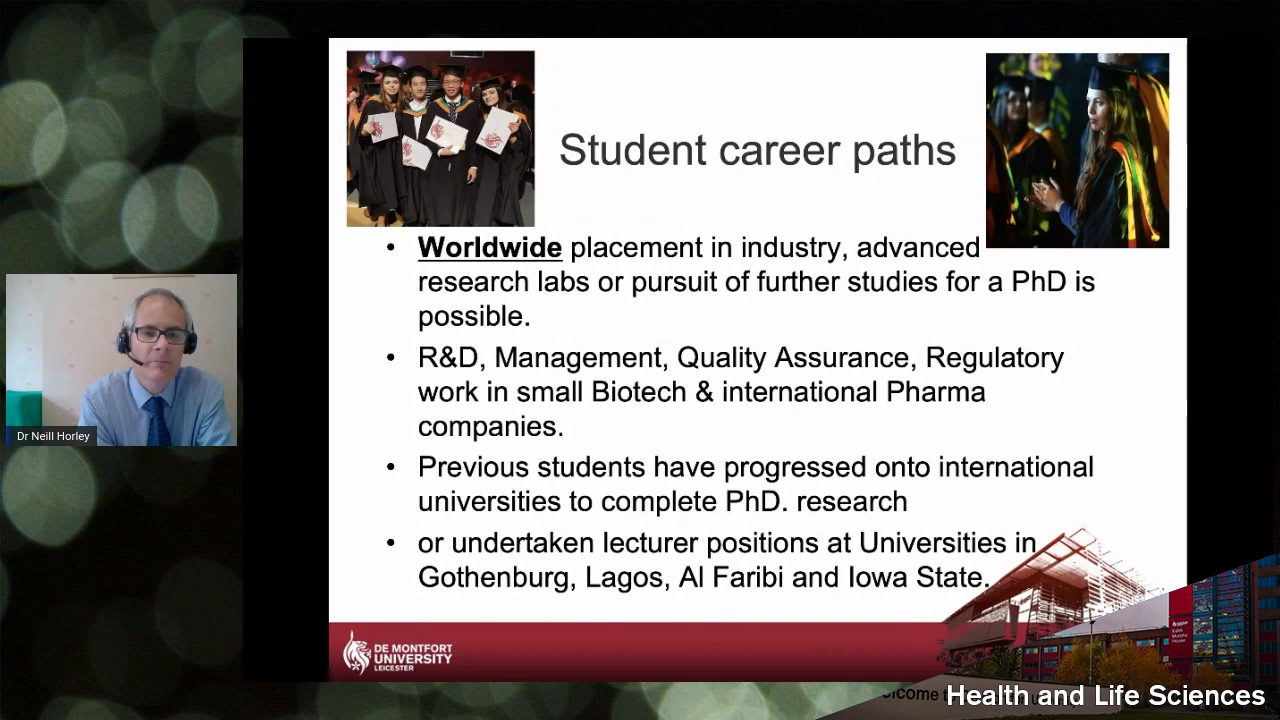 Student career paths
• Worldwide placement in industry, advanced
research labs or pursuit of further studies for a PhD is
possible.
• R&D, Management, Quality Assurance, Regulatory
work in small Biotech & international Pharma
companies.
• Previous students have progressed onto international
universities to complete PhD. research
• or undertaken lecturer positions at Universities in
Gothenburg, Lagos, Al Faribi and Iowa State.
Dr Neill Horley
DE MONTFORT
UNIVERSITY
LEICESTER
Health and Life Sciences